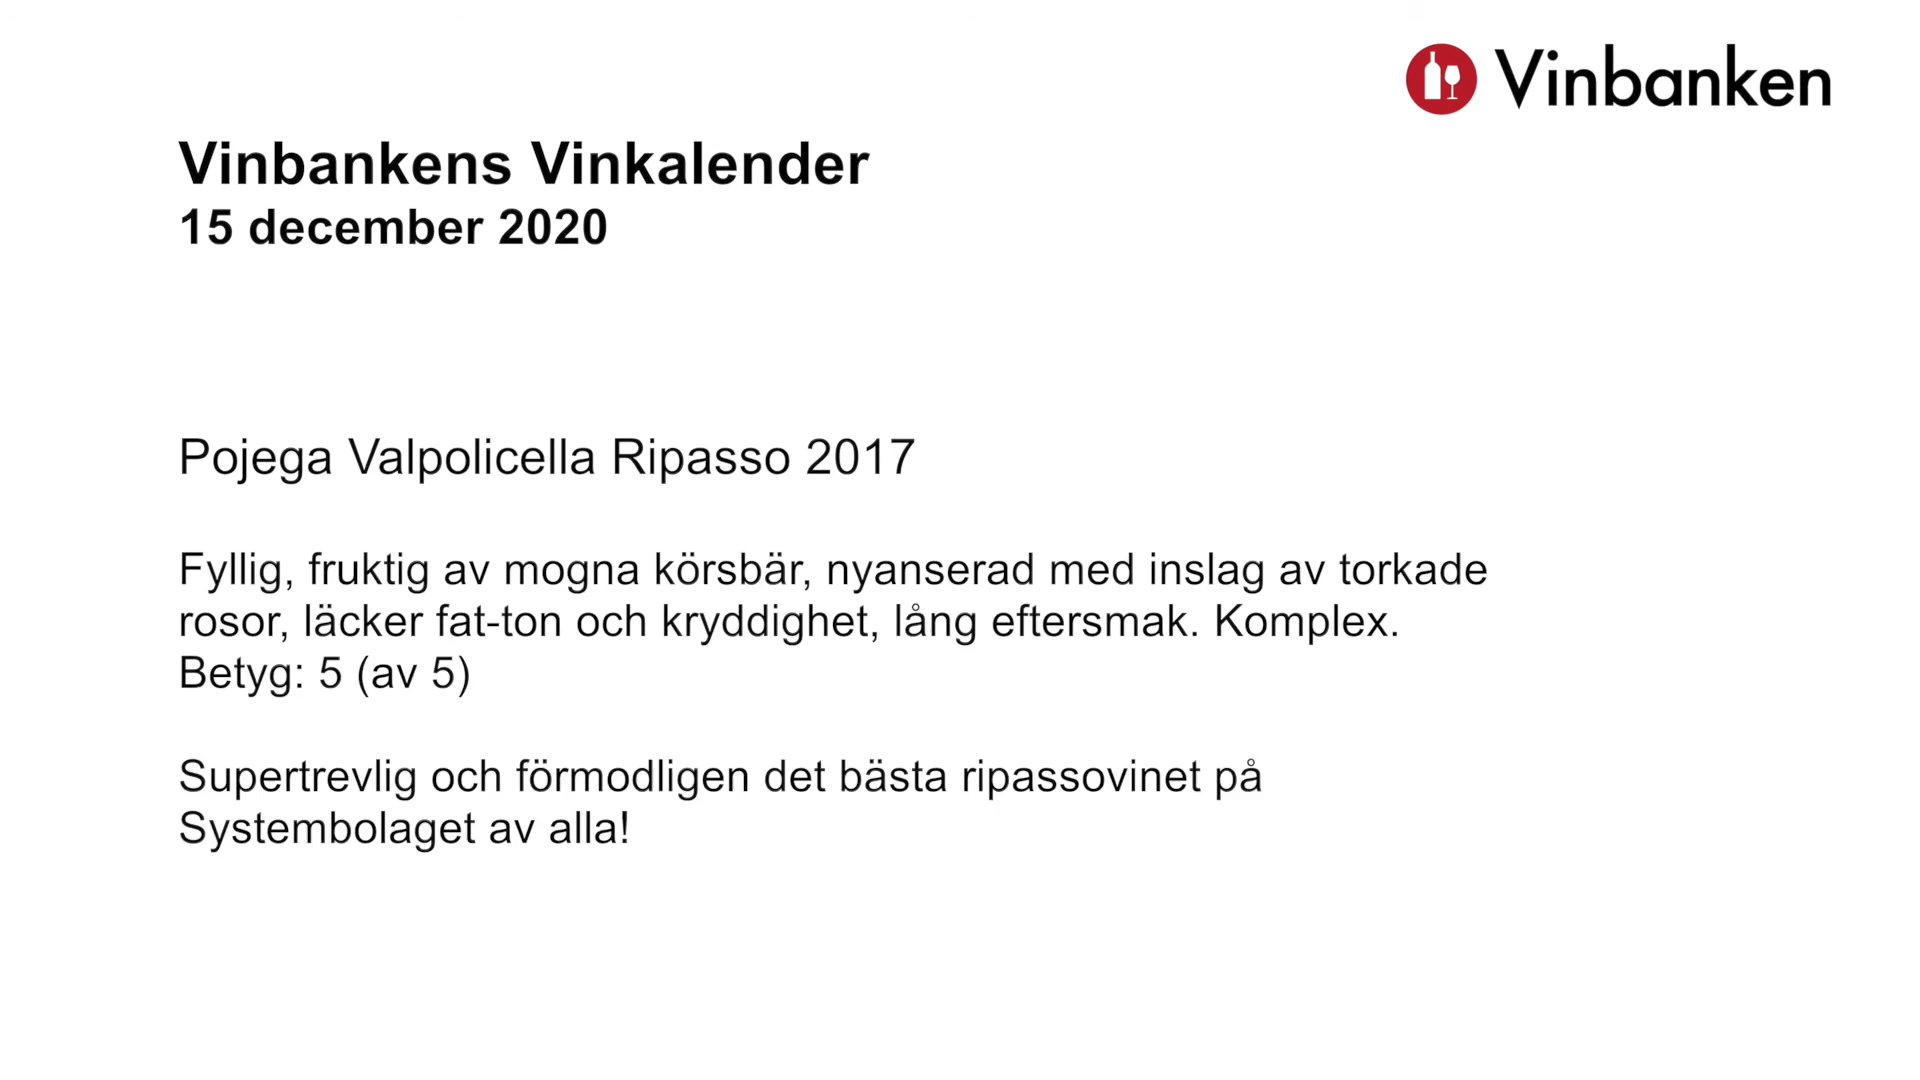 Vinbanken
Vinbankens Vinkalender
15 december 2020
Pojega Valpolicella Ripasso 2017
Fyllig, fruktig av mogna körsbär, nyanserad med inslag av torkade
rosor, läcker fat-ton och kryddighet, lång eftersmak. Komplex.
Betyg: 5 (av 5)
Supertrevlig och förmodligen det bästa ripassovinet på
Systembolaget av alla!